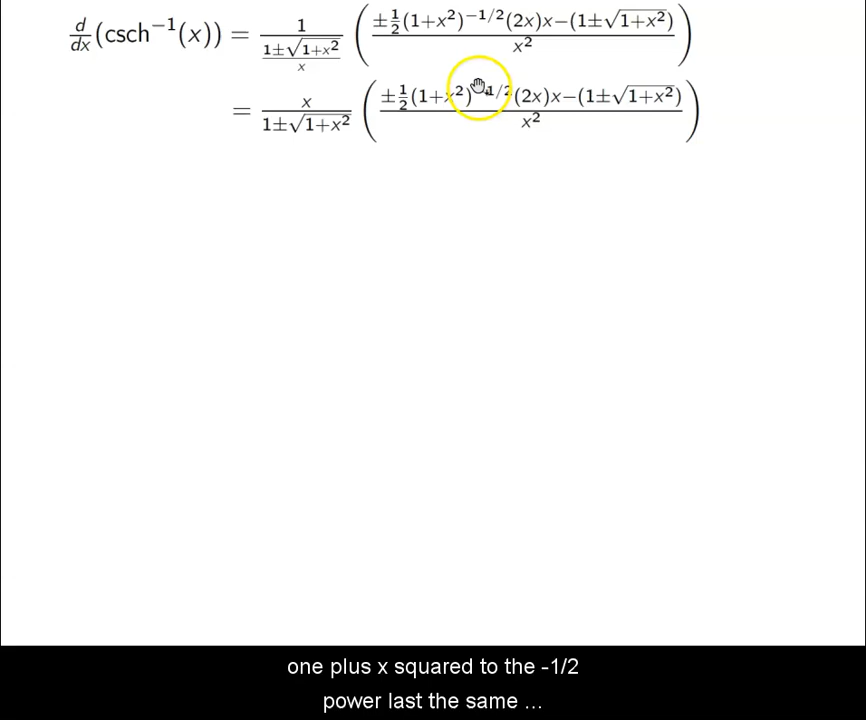 d/dx (csch⁻¹(x)) = 1/((1±√(1+x²))/x) ((±1/2(1+x²)^(−1/2)(2x)x−(1±√(1+x²)))/x²)
= x/(1±√(1+x²)) ((±1/2(1+x²)^(−1/2)(2x)x−(1±√(1+x²)))/x²)
one plus x squared to the -1/2
power last the same ...